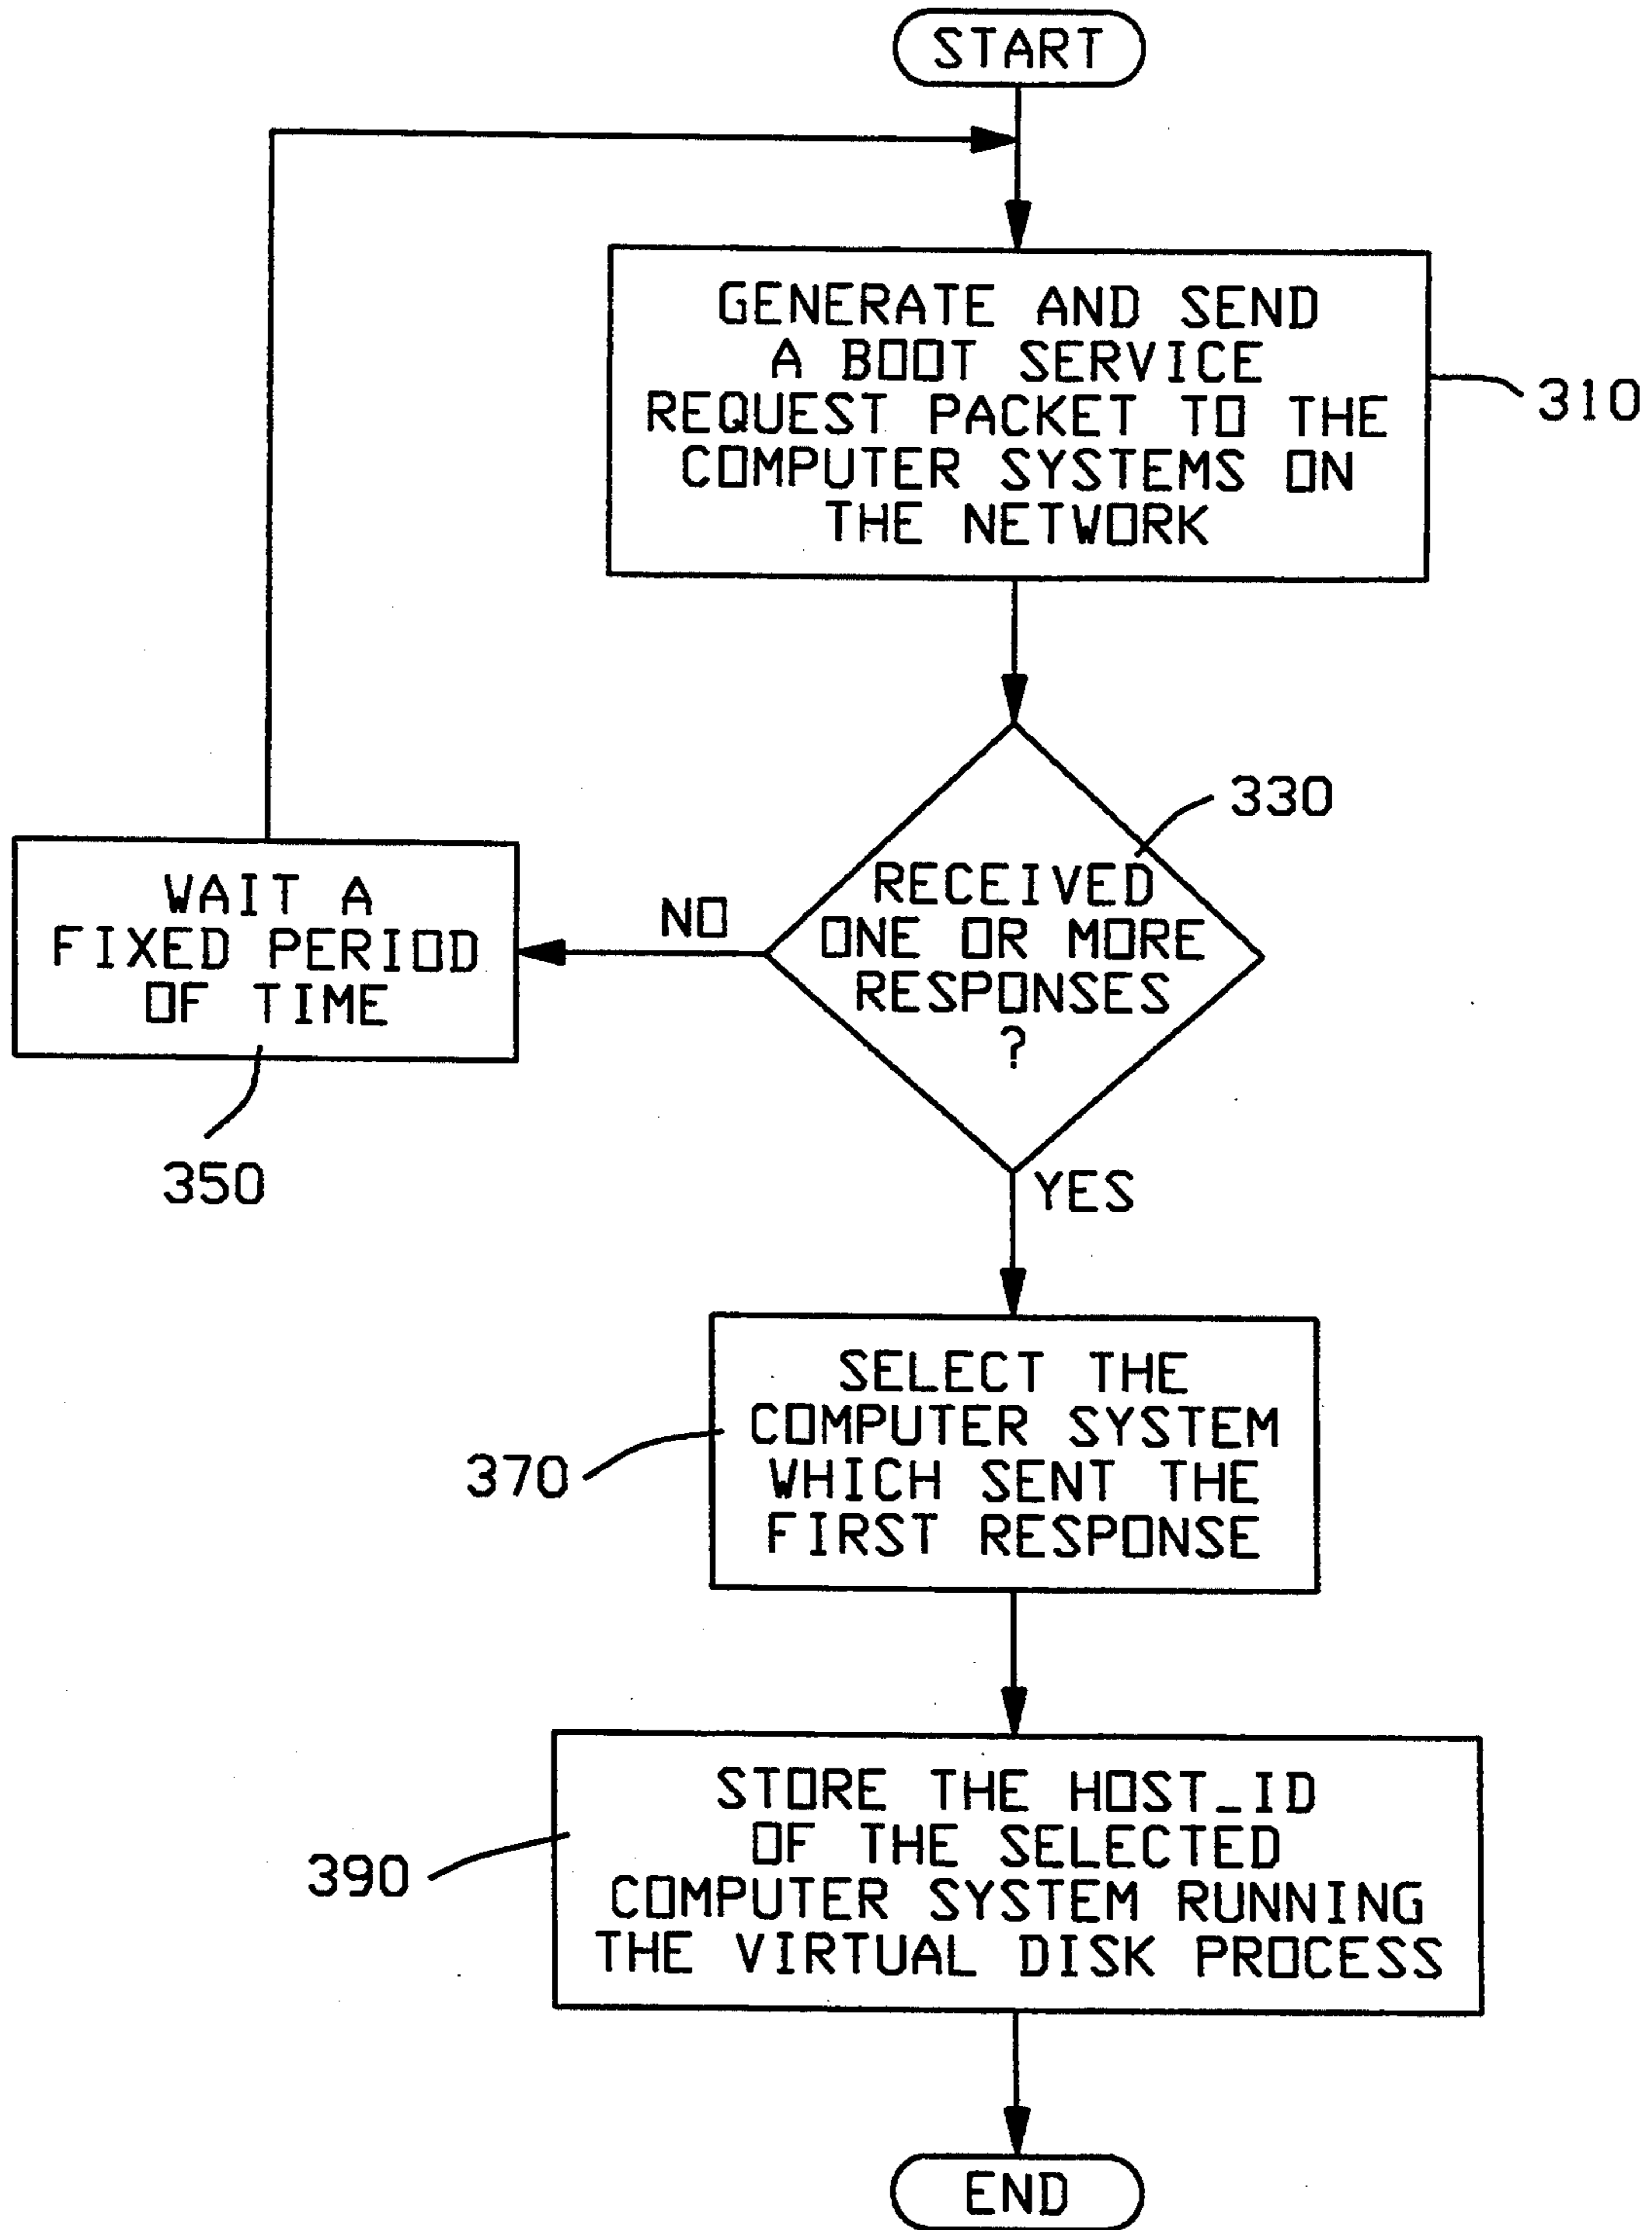 START
GENERATE AND SEND
A BOOT SERVICE
REQUEST PACKET TO THE
COMPUTER SYSTEMS ON
THE NETWORK
310
330
RECEIVED
ONE OR MORE
RESPONSES
?
NO
WAIT A
FIXED PERIOD
OF TIME
350
YES
SELECT THE
COMPUTER SYSTEM
WHICH SENT THE
FIRST RESPONSE
370
STORE THE HOST_ID
OF THE SELECTED
COMPUTER SYSTEM RUNNING
THE VIRTUAL DISK PROCESS
390
END